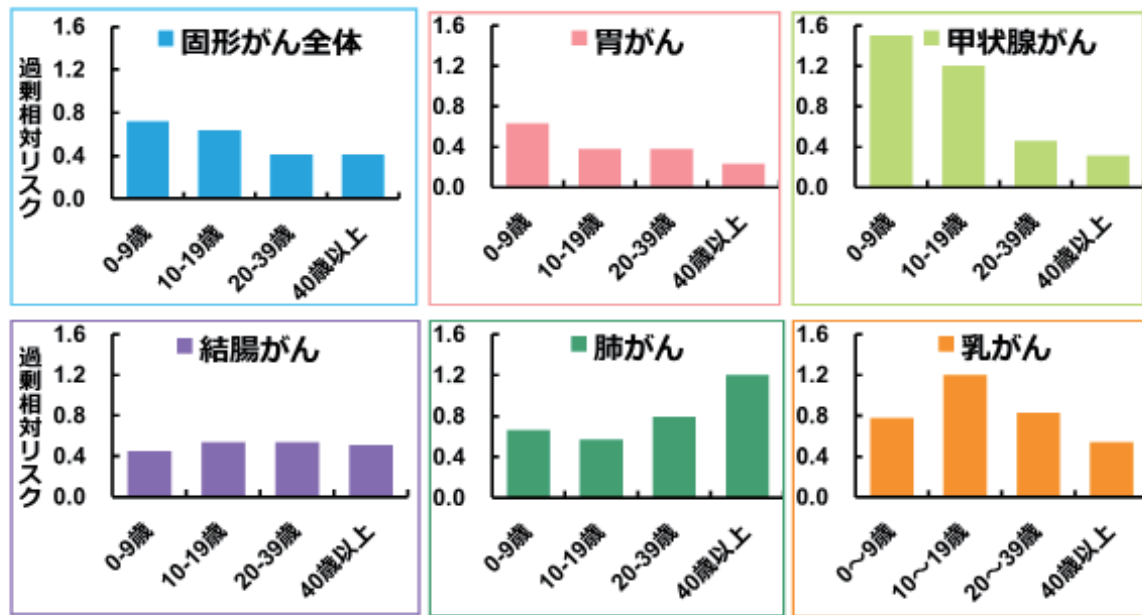 固形がん全体
過剰相対リスク
1.6
1.2
0.8
0.4
0.0
0-9歳
10-19歳
20-39歳
40歳以上
胃がん
1.6
1.2
0.8
0.4
0.0
0-9歳
10-19歳
20-39歳
40歳以上
甲状腺がん
1.6
1.2
0.8
0.4
0.0
0-9歳
10-19歳
20-39歳
40歳以上
結腸がん
過剰相対リスク
1.6
1.2
0.8
0.4
0.0
0-9歳
10-19歳
20-39歳
40歳以上
肺がん
1.6
1.2
0.8
0.4
0.0
0-9歳
10-19歳
20-39歳
40歳以上
乳がん
1.6
1.2
0.8
0.4
0.0
0～9歳
10～19歳
20～39歳
40歳以上